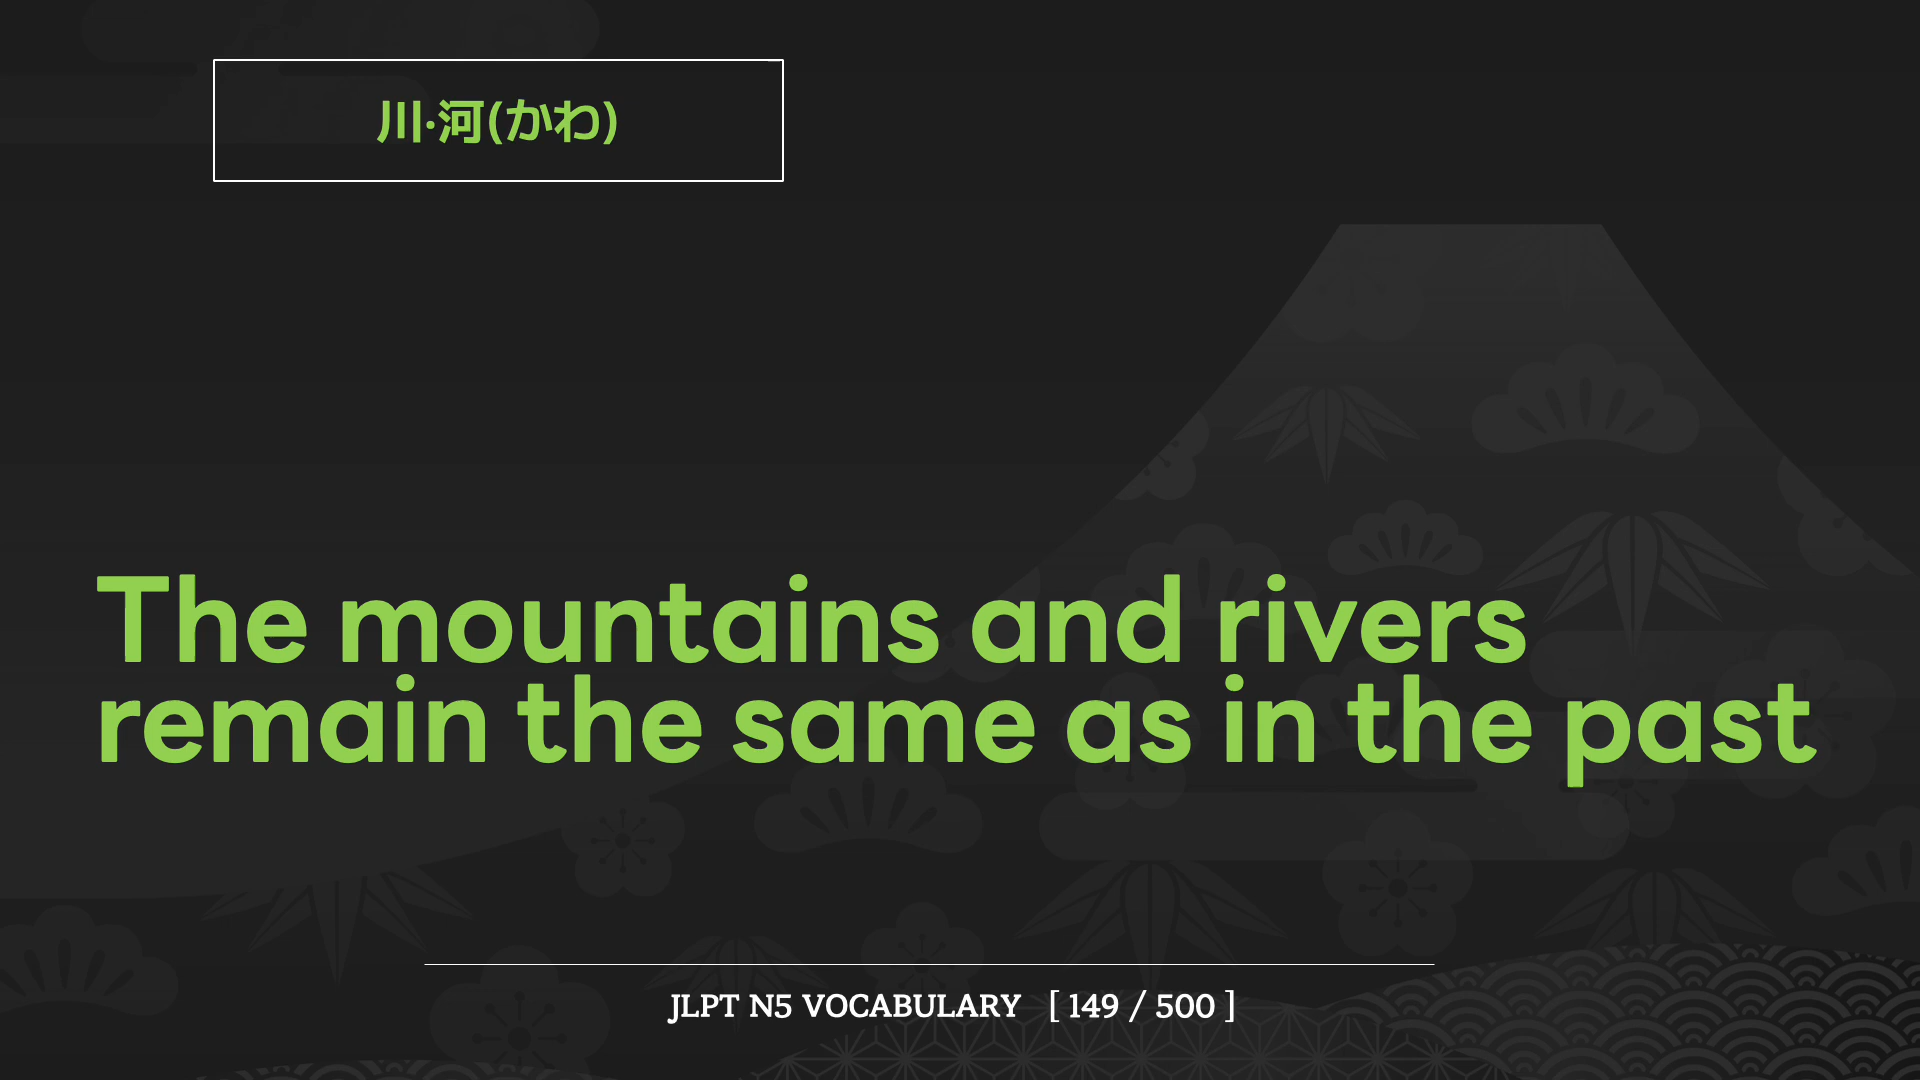 川·河(かわ)
The mountains and rivers
remain the same as in the past
JLPT N5 VOCABULARY [ 149 / 500 ]